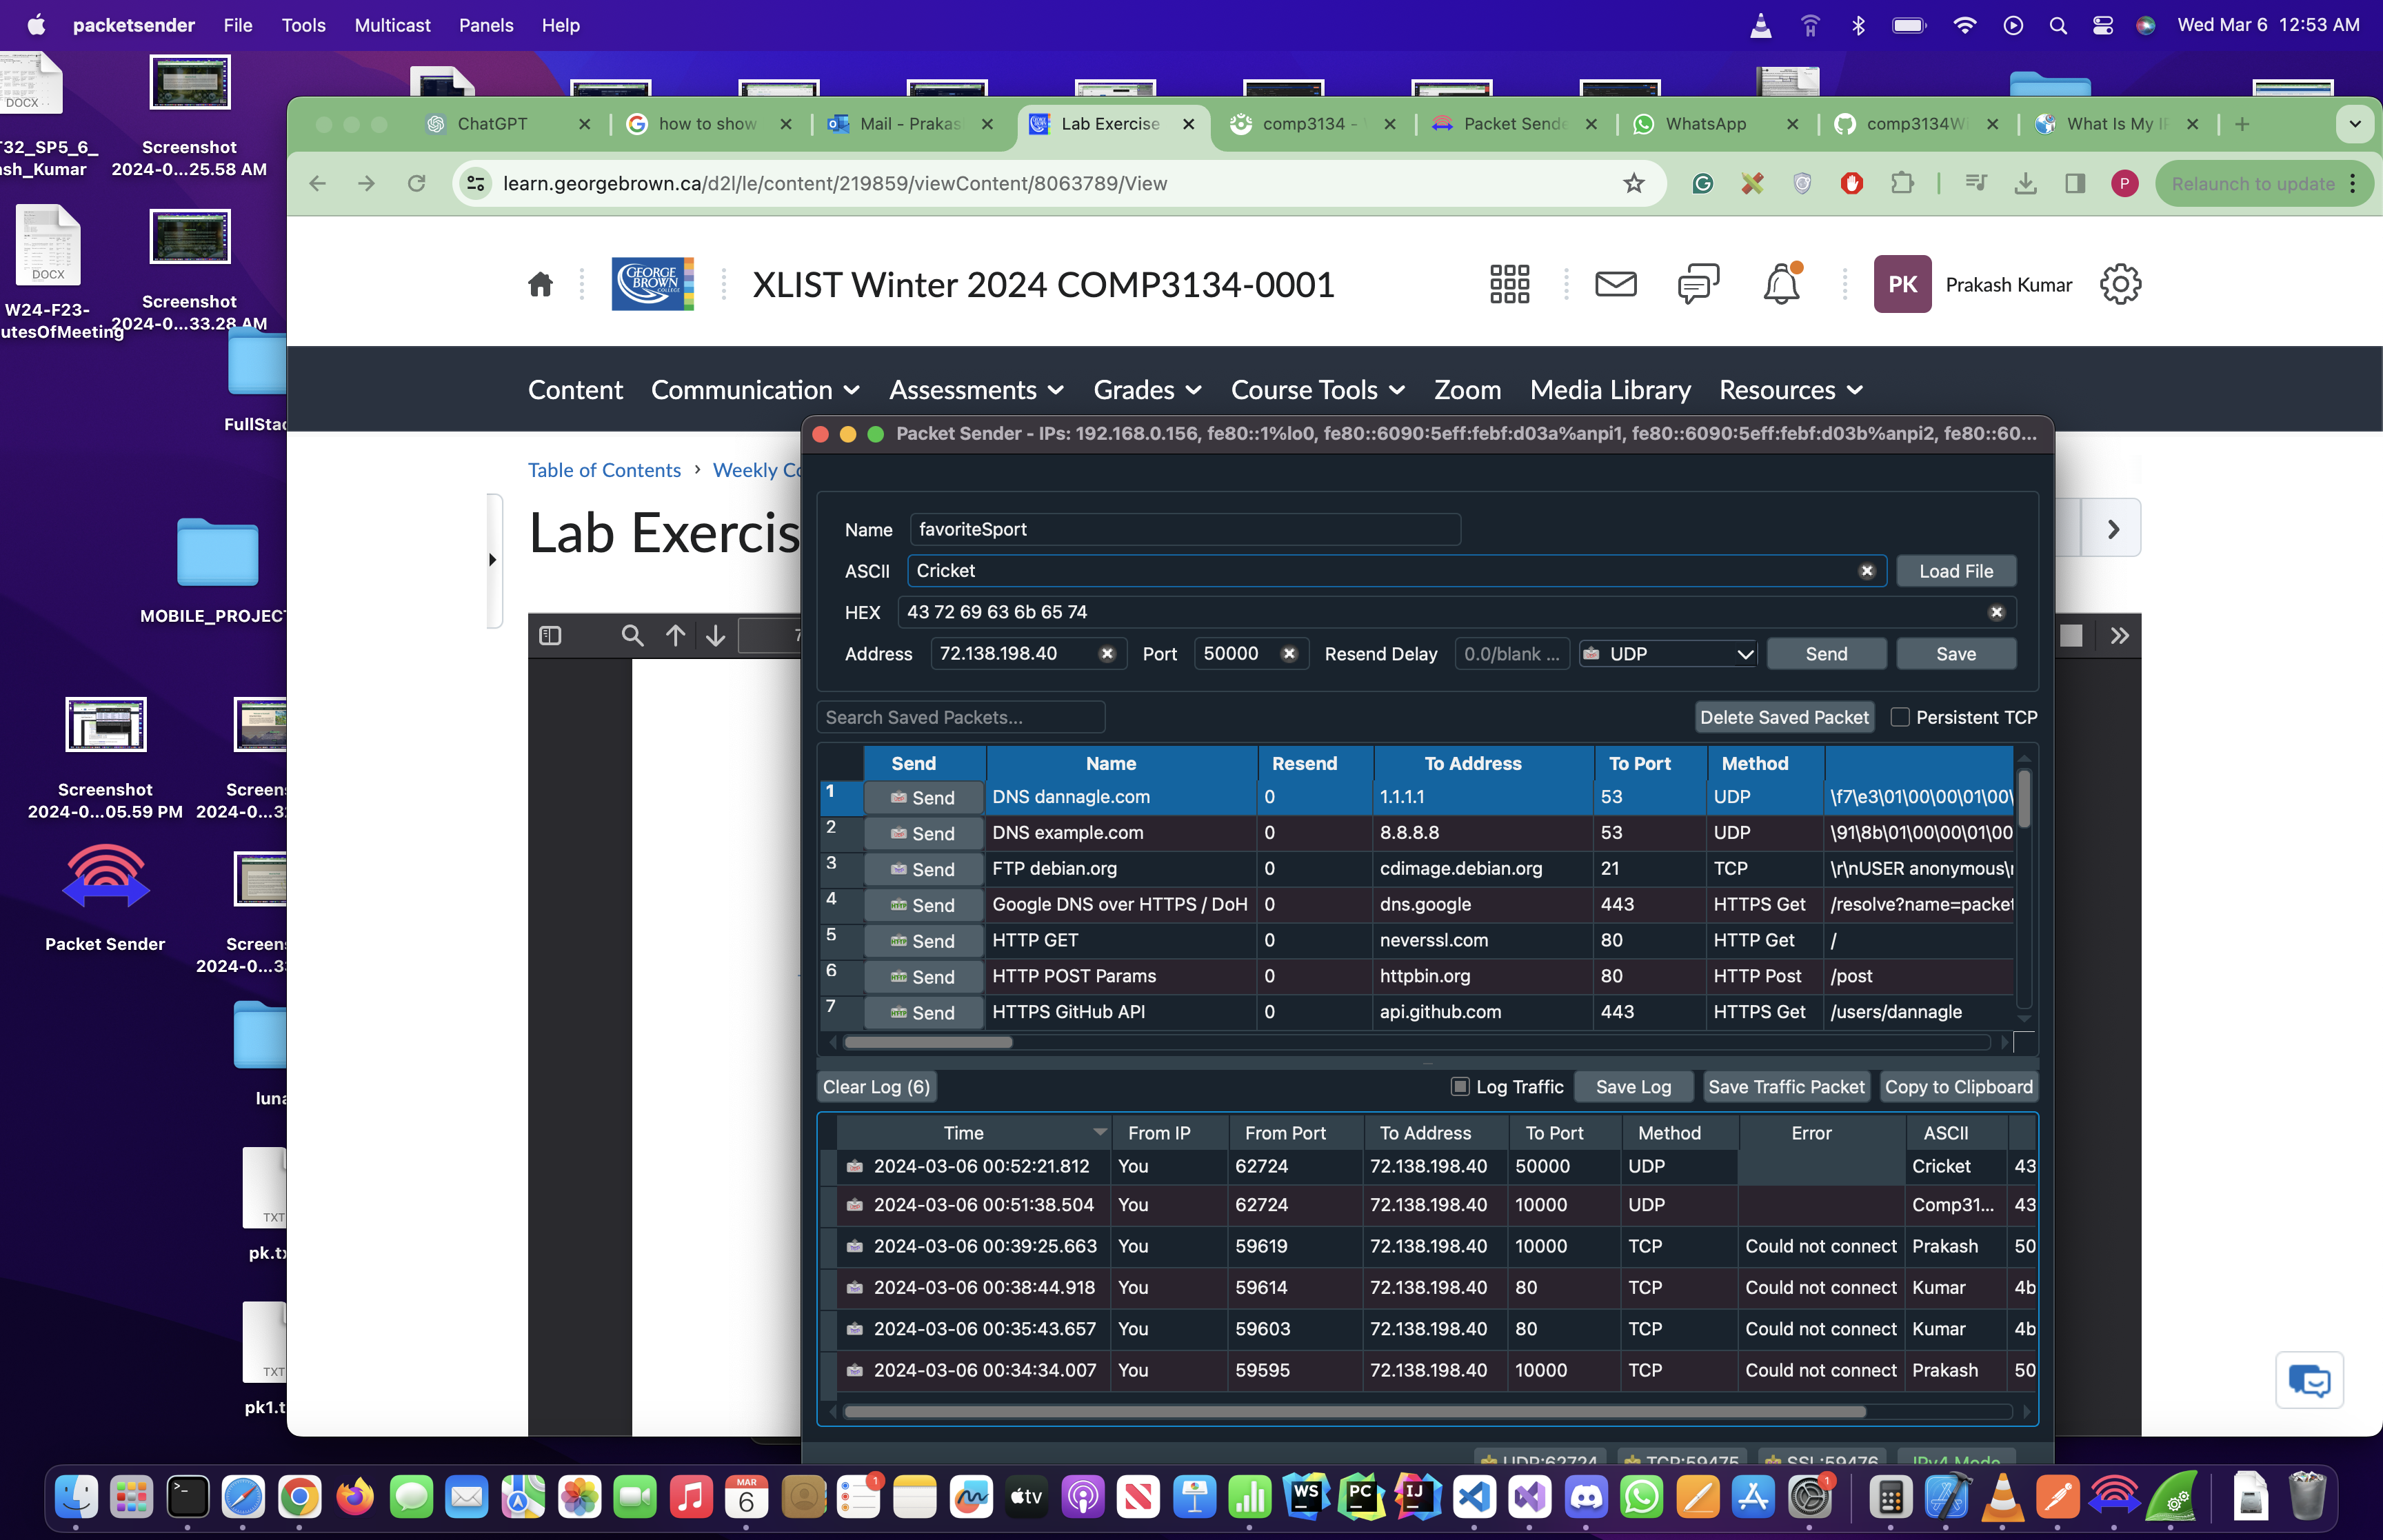 packetsender File Tools Multicast Panels Help
Wed Mar 6 12:53 AM
DOCX
T32_SP5_6_
ash_Kumar
Screenshot
2024-0...25.58 AM
DOCX
W24-F23-
utesOfMeeting
Screenshot
2024-0...33.28 AM
FullStac
MOBILE_PROJECT
Screenshot
2024-0...05.59 PM
Screens
2024-0...3
Packet Sender
Screens
2024-0...3
luna
TXT
pk.tx
TXT
pk1.t
ChatGPT
how to show
Mail - Prakas
Lab Exercise
comp3134 -
Packet Sende
WhatsApp
comp3134W
What Is My IP
learn.georgebrown.ca/d2l/le/content/219859/viewContent/8063789/View
P
Relaunch to update
GEORGE
BROWN
COLLEGE
XLIST Winter 2024 COMP3134-0001
PK
Prakash Kumar
Content Communication Assessments Grades Course Tools Zoom Media Library Resources
Table of Contents › Weekly Co
Lab Exercis
7
Packet Sender - IPs: 192.168.0.156, fe80::1%lo0, fe80::6090:5eff:febf:d03a%anpi1, fe80::6090:5eff:febf:d03b%anpi2, fe80::60...
Name favoriteSport
ASCII Cricket Load File
HEX 43 72 69 63 6b 65 74
Address 72.138.198.40 Port 50000 Resend Delay 0.0/blank ... UDP Send Save
Search Saved Packets... Delete Saved Packet Persistent TCP
Send Name Resend To Address To Port Method
1 Send DNS dannagle.com 0 1.1.1.1 53 UDP \f7\e3\01\00\00\01\00\
2 Send DNS example.com 0 8.8.8.8 53 UDP \91\8b\01\00\00\01\00
3 Send FTP debian.org 0 cdimage.debian.org 21 TCP \r\nUSER anonymous\r
4 Send Google DNS over HTTPS / DoH 0 dns.google 443 HTTPS Get /resolve?name=packet
5 Send HTTP GET 0 neverssl.com 80 HTTP Get /
6 Send HTTP POST Params 0 httpbin.org 80 HTTP Post /post
7 Send HTTPS GitHub API 0 api.github.com 443 HTTPS Get /users/dannagle
Clear Log (6) Log Traffic Save Log Save Traffic Packet Copy to Clipboard
Time From IP From Port To Address To Port Method Error ASCII
2024-03-06 00:52:21.812 You 62724 72.138.198.40 50000 UDP Cricket 43
2024-03-06 00:51:38.504 You 62724 72.138.198.40 10000 UDP Comp31... 43
2024-03-06 00:39:25.663 You 59619 72.138.198.40 10000 TCP Could not connect Prakash 50
2024-03-06 00:38:44.918 You 59614 72.138.198.40 80 TCP Could not connect Kumar 4b
2024-03-06 00:35:43.657 You 59603 72.138.198.40 80 TCP Could not connect Kumar 4b
2024-03-06 00:34:34.007 You 59595 72.138.198.40 10000 TCP Could not connect Prakash 50
UDP:62724 TCP:59475 SSL:59476 IPv4 Mode
MAR
6
1
tv
WS
PC
IJ
1